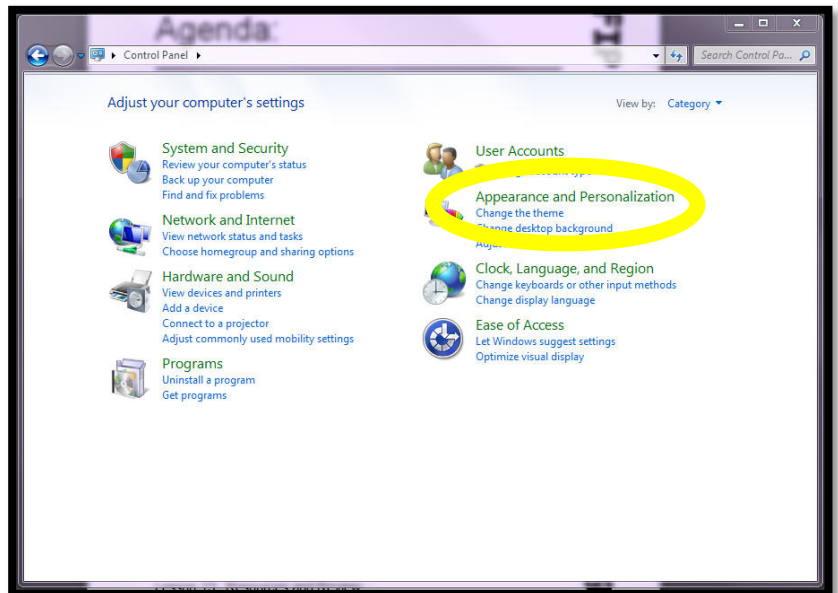 Agenda:
Control Panel
Search Control Pa...
Adjust your computer's settings
View by: Category
System and Security
Review your computer's status
Back up your computer
Find and fix problems
Network and Internet
View network status and tasks
Choose homegroup and sharing options
Hardware and Sound
View devices and printers
Add a device
Connect to a projector
Adjust commonly used mobility settings
Programs
Uninstall a program
Get programs
User Accounts
Appearance and Personalization
Change the theme
Change desktop background
Clock, Language, and Region
Change keyboards or other input methods
Change display language
Ease of Access
Let Windows suggest settings
Optimize visual display